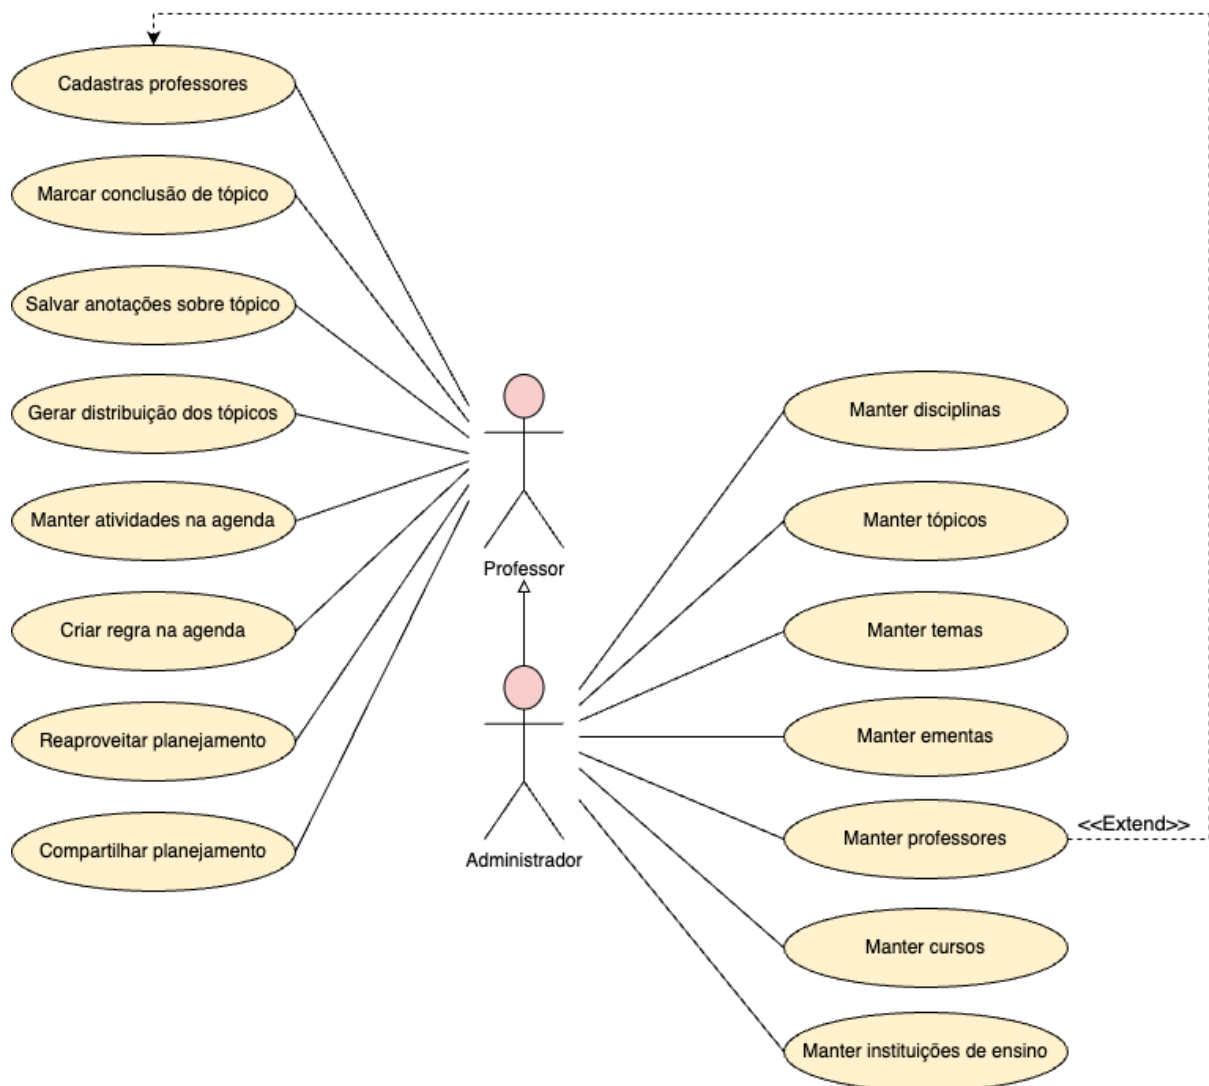 Cadastras professores
Marcar conclusão de tópico
Salvar anotações sobre tópico
Gerar distribuição dos tópicos
Manter atividades na agenda
Criar regra na agenda
Reaproveitar planejamento
Compartilhar planejamento
Professor
Administrador
Manter disciplinas
Manter tópicos
Manter temas
Manter ementas
Manter professores
<<Extend>>
Manter cursos
Manter instituições de ensino